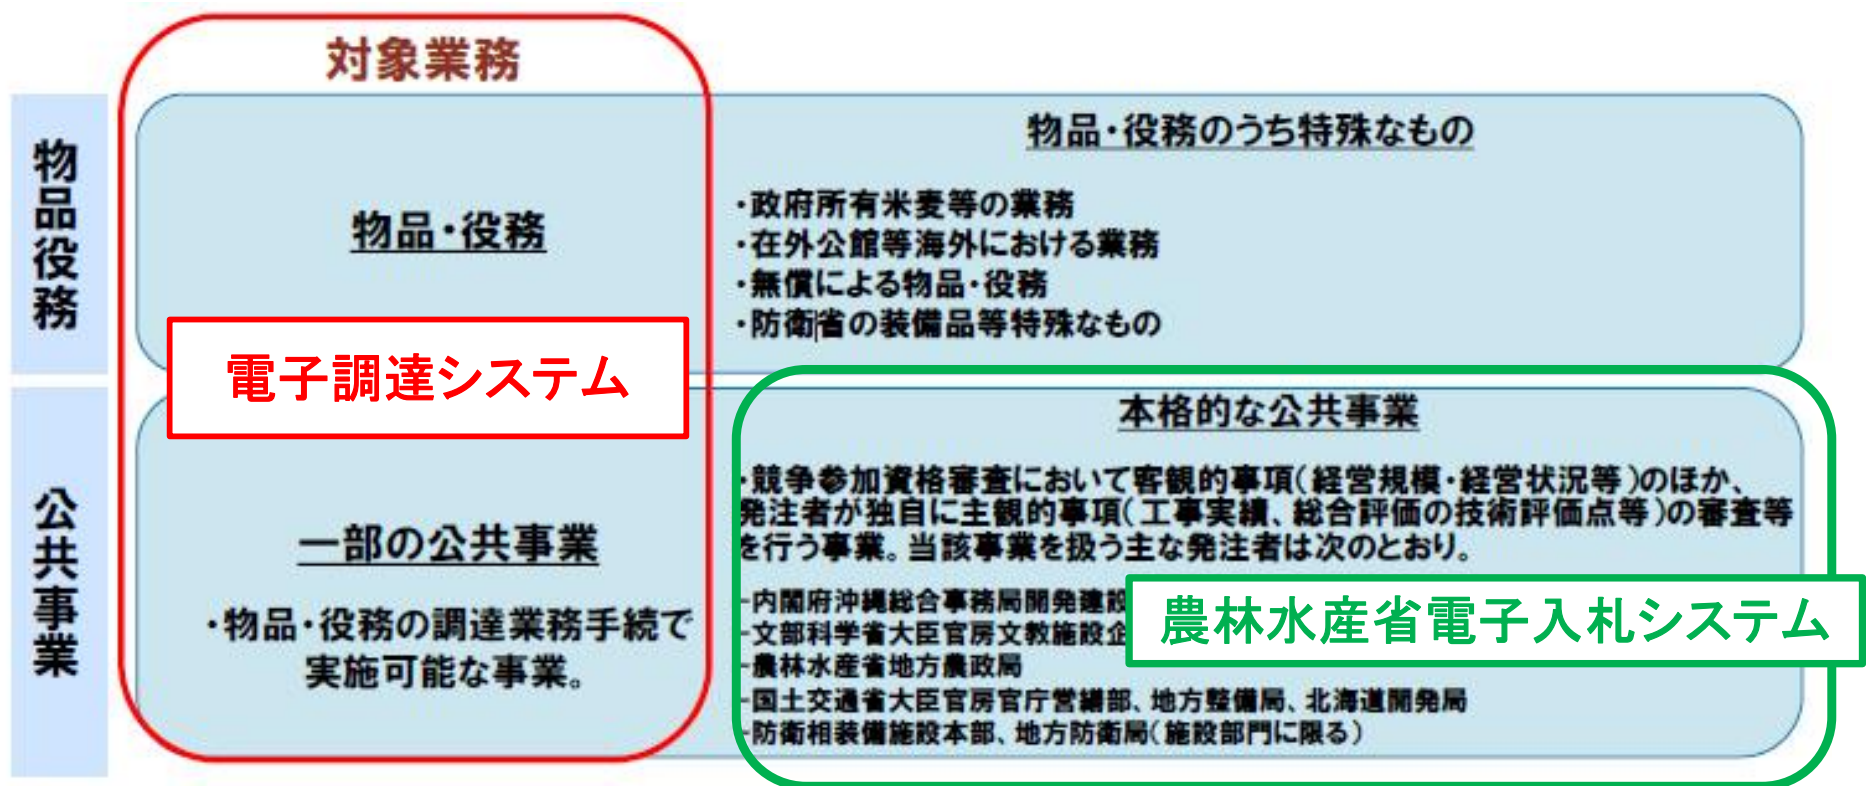 対象業務
物品役務
物品・役務
物品・役務のうち特殊なもの
・政府所有米麦等の業務
・在外公館等海外における業務
・無償による物品・役務
・防衛省の装備品等特殊なもの
電子調達システム
公共事業
一部の公共事業
・物品・役務の調達業務手続で
実施可能な事業。
本格的な公共事業
・競争参加資格審査において客観的事項(経営規模・経営状況等)のほか、
発注者が独自に主観的事項(工事実績、総合評価の技術評価点等)の審査等
を行う事業。当該事業を扱う主な発注者は次のとおり。
-内閣府沖縄総合事務局開発建設
-文部科学省大臣官房文教施設企
-農林水産省地方農政局
-国土交通省大臣官房官庁営繕部、地方整備局、北海道開発局
-防衛相装備施設本部、地方防衛局(施設部門に限る)
農林水産省電子入札システム